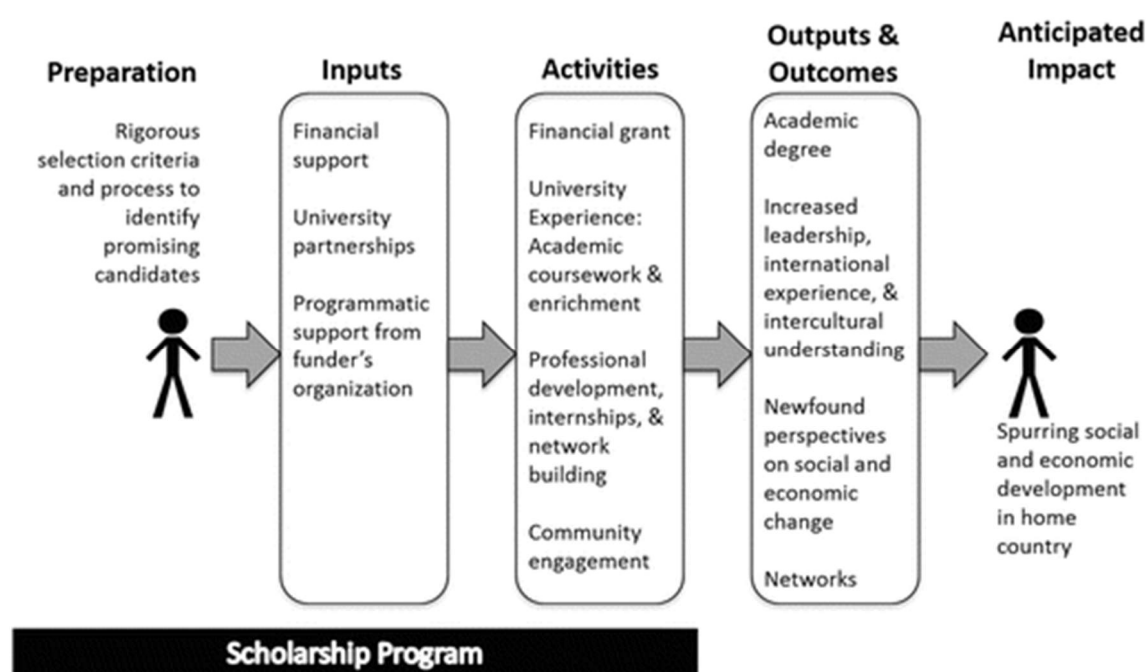 Preparation
Rigorous
selection criteria
and process to
identify
promising
candidates
Inputs
Financial
support
University
partnerships
Programmatic
support from
funder's
organization
Activities
Financial grant
University
Experience:
Academic
coursework &
enrichment
Professional
development,
internships, &
network
building
Community
engagement
Outputs &
Outcomes
Academic
degree
Increased
leadership,
international
experience, &
intercultural
understanding
Newfound
perspectives
on social and
economic
change
Networks
Anticipated
Impact
Spurring social
and economic
development
in home
country
Scholarship Program